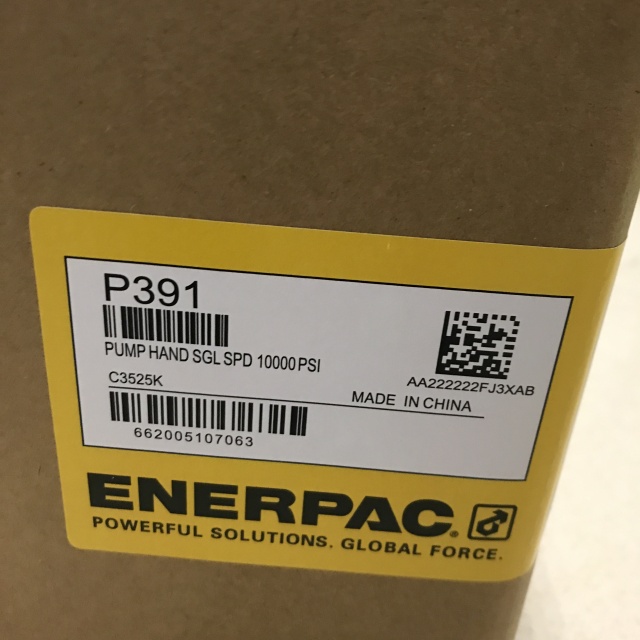 P391
PUMP HAND SGL SPD 10000 PSI
C3525K
AA222222FJ3XAB
MADE IN CHINA
662005107063
ENERPAC®
POWERFUL SOLUTIONS. GLOBAL FORCE.